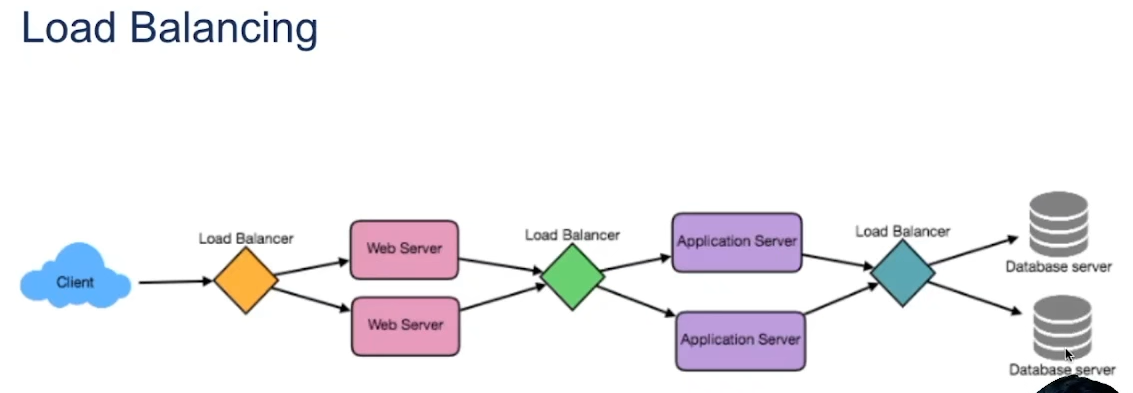 Load Balancing
Client
Load Balancer
Web Server
Web Server
Load Balancer
Application Server
Application Server
Load Balancer
Database server
Database server